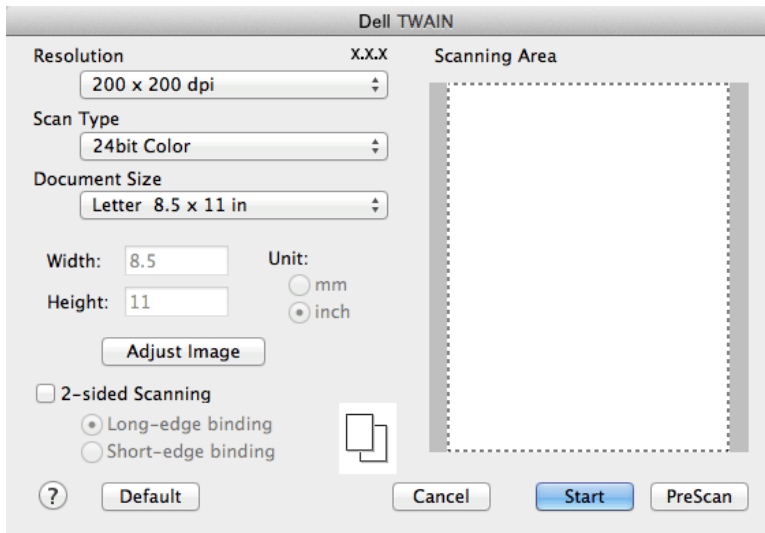 Dell TWAIN
Resolution X.X.X
200 x 200 dpi
Scan Type
24bit Color
Document Size
Letter 8.5 x 11 in
Width: 8.5
Height: 11
Unit:
mm
inch
Adjust Image
2-sided Scanning
Long-edge binding
Short-edge binding
Scanning Area
? Default Cancel Start PreScan